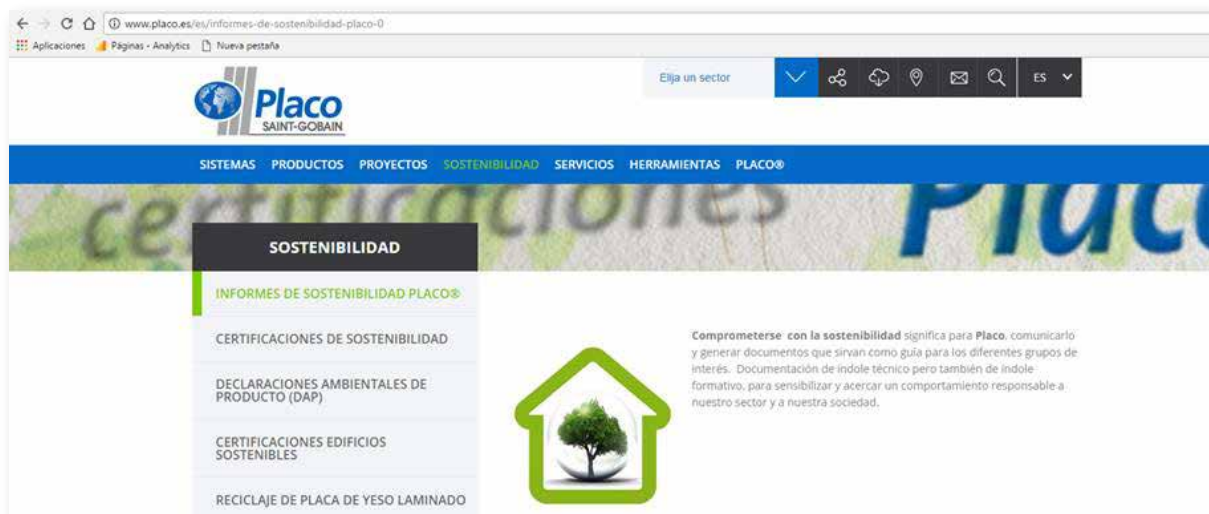 www.placo.es/es/informes-de-sostenibilidad-placo-0
Aplicaciones Páginas - Analytics Nueva pestaña
Elija un sector ES
Placo
SAINT-GOBAIN
SISTEMAS PRODUCTOS PROYECTOS SOSTENIBILIDAD SERVICIOS HERRAMIENTAS PLACO®
certificaciones Placo
SOSTENIBILIDAD
INFORMES DE SOSTENIBILIDAD PLACO®
CERTIFICACIONES DE SOSTENIBILIDAD
DECLARACIONES AMBIENTALES DE
PRODUCTO (DAP)
CERTIFICACIONES EDIFICIOS
SOSTENIBLES
RECICLAJE DE PLACA DE YESO LAMINADO
Comprometerse con la sostenibilidad significa para Placo, comunicarlo
y generar documentos que sirvan como guía para los diferentes grupos de
interés. Documentación de índole técnico pero también de índole
formativo, para sensibilizar y acercar un comportamiento responsable a
nuestro sector y a nuestra sociedad.